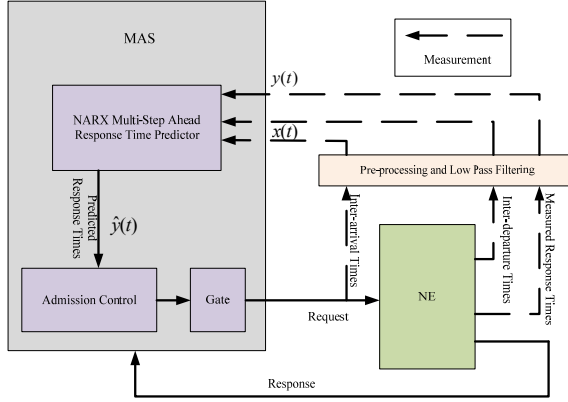 MAS
Measurement
y(t)
NARX Multi-Step Ahead
Response Time Predictor
x(t)
Pre-processing and Low Pass Filtering
Predicted
Response Times
ŷ(t)
Inter-arrival Times
Inter-departure Times
Measured Response Times
Admission Control
Gate
NE
Request
Response